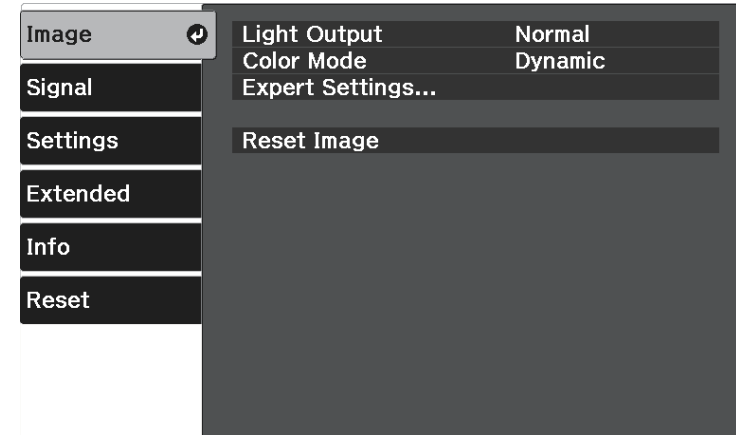 Image
Signal
Settings
Extended
Info
Reset
Light Output Normal
Color Mode Dynamic
Expert Settings...
Reset Image